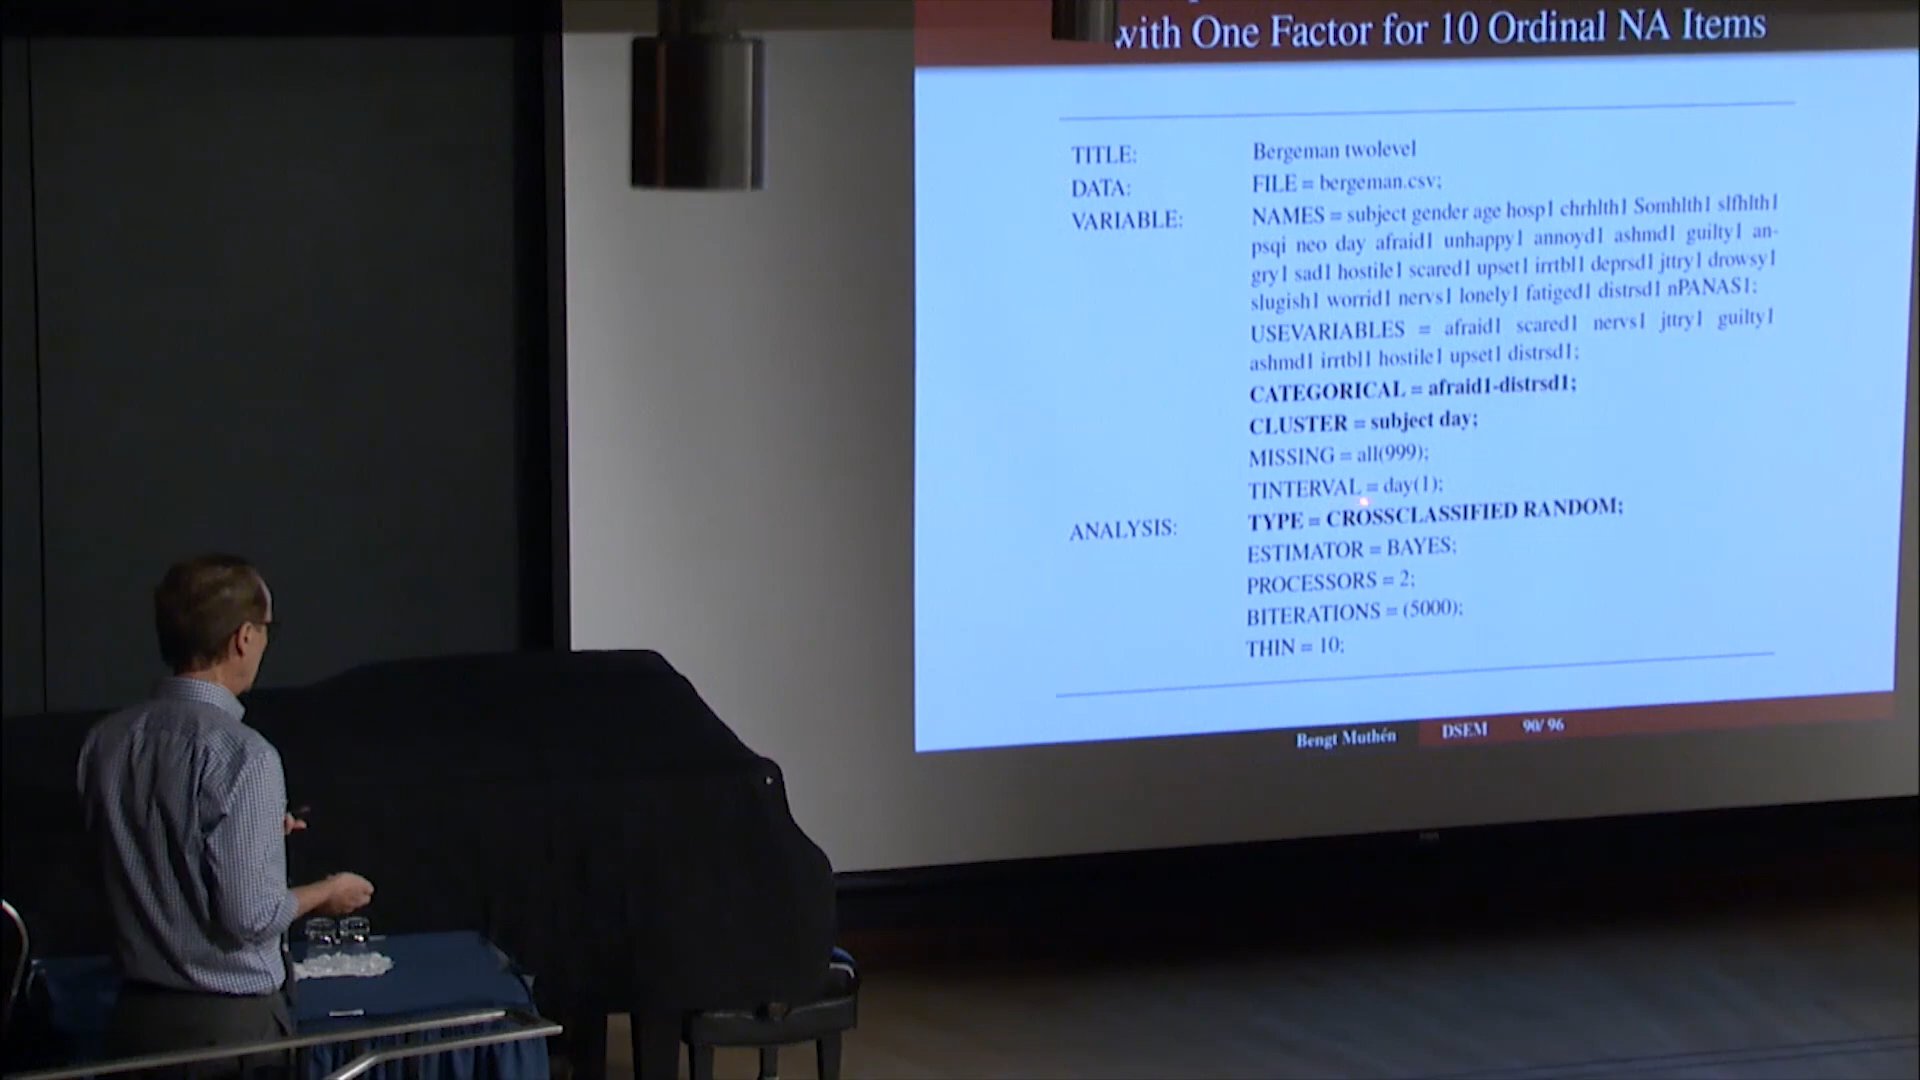 with One Factor for 10 Ordinal NA Items
TITLE: Bergeman twolevel
DATA: FILE = bergeman.csv;
VARIABLE: NAMES = subject gender age hosp1 chrhlth1 Somhlth1 slfhlth1
psqi neo day afraid1 unhappy1 annoyd1 ashmd1 guilty1 an-
gry1 sad1 hostile1 scared1 upset1 irrtbl1 deprsd1 jttry1 drowsy1
slugish1 worrid1 nervs1 lonely1 fatiged1 distrsd1 nPANAS1;
USEVARIABLES = afraid1 scared1 nervs1 jttry1 guilty1
ashmd1 irrtbl1 hostile1 upset1 distrsd1;
CATEGORICAL = afraid1-distrsd1;
CLUSTER = subject day;
MISSING = all(999);
TINTERVAL = day(1);
ANALYSIS: TYPE = CROSSCLASSIFIED RANDOM;
ESTIMATOR = BAYES;
PROCESSORS = 2;
BITERATIONS = (5000);
THIN = 10;
Bengt Muthén DSEM 90/ 96